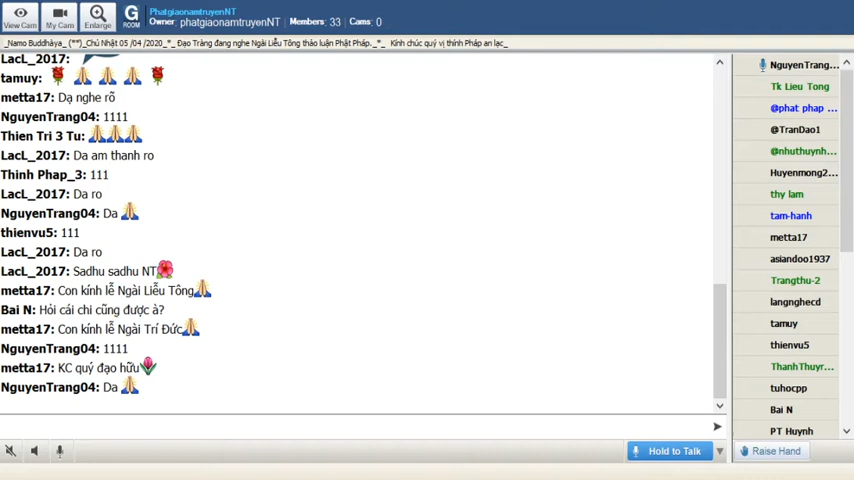 PhatgiaonamtruyenNT
Owner: phatgiaonamtruyenNT | Members: 33 | Cams: 0
View Cam
My Cam
Enlarge
G
ROOM
_Namo Buddhàya_ (**)_Chủ Nhật 05 /04 /2020_*_ Đạo Tràng đang nghe Ngài Liễu Tông thảo luận Phật Pháp._*_ Kính chúc quý vị thính Pháp an lạc_
LacL_2017:
tamuy:
metta17: Dạ nghe rõ
NguyenTrang04: 1111
Thien Tri 3 Tu:
LacL_2017: Da am thanh ro
Thinh Phap_3: 111
LacL_2017: Da ro
NguyenTrang04: Da
thienvu5: 111
LacL_2017: Da ro
LacL_2017: Sadhu sadhu NT
metta17: Con kính lễ Ngài Liễu Tông
Bai N: Hỏi cái chi cũng được à?
metta17: Con kính lễ Ngài Trí Đức
NguyenTrang04: 1111
metta17: KC quý đạo hữu
NguyenTrang04: Da
NguyenTrang...
Tk Lieu Tong
@phat phap ...
@TranDao1
@nhuthuynh...
Huyenmong2...
thy lam
tam-hanh
metta17
asiandoo1937
Trangthu-2
langnghecd
tamuy
thienvu5
ThanhThuyr...
tuhocpp
Bai N
PT Huynh
Hold to Talk
Raise Hand